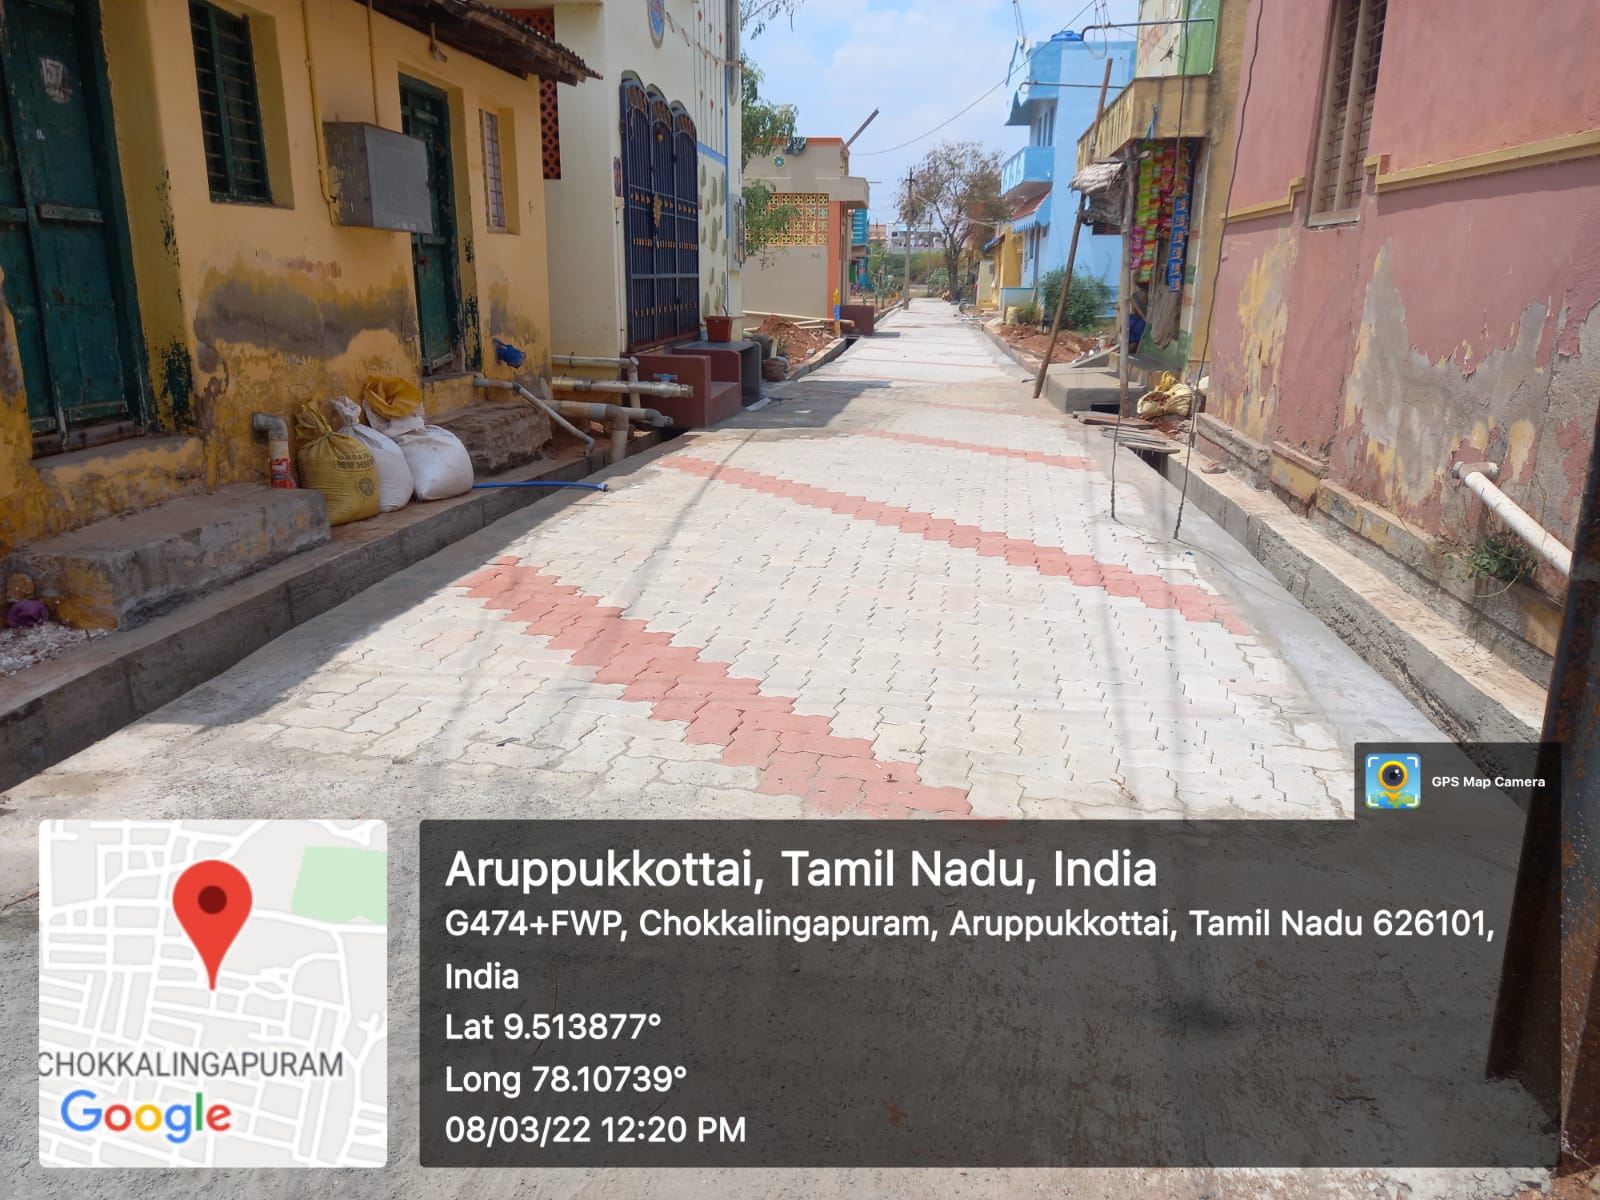 GPS Map Camera
Aruppukkottai, Tamil Nadu, India
G474+FWP, Chokkalingapuram, Aruppukkottai, Tamil Nadu 626101,
India
Lat 9.513877°
Long 78.10739°
08/03/22 12:20 PM
CHOKKALINGAPURAM
Google